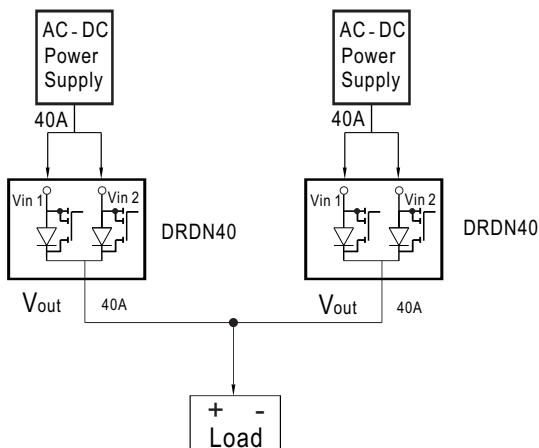 AC - DC
Power
Supply
40A
Vin 1
Vin 2
DRDN40
Vout
40A
AC - DC
Power
Supply
40A
Vin 1
Vin 2
DRDN40
Vout
40A
+ -
Load